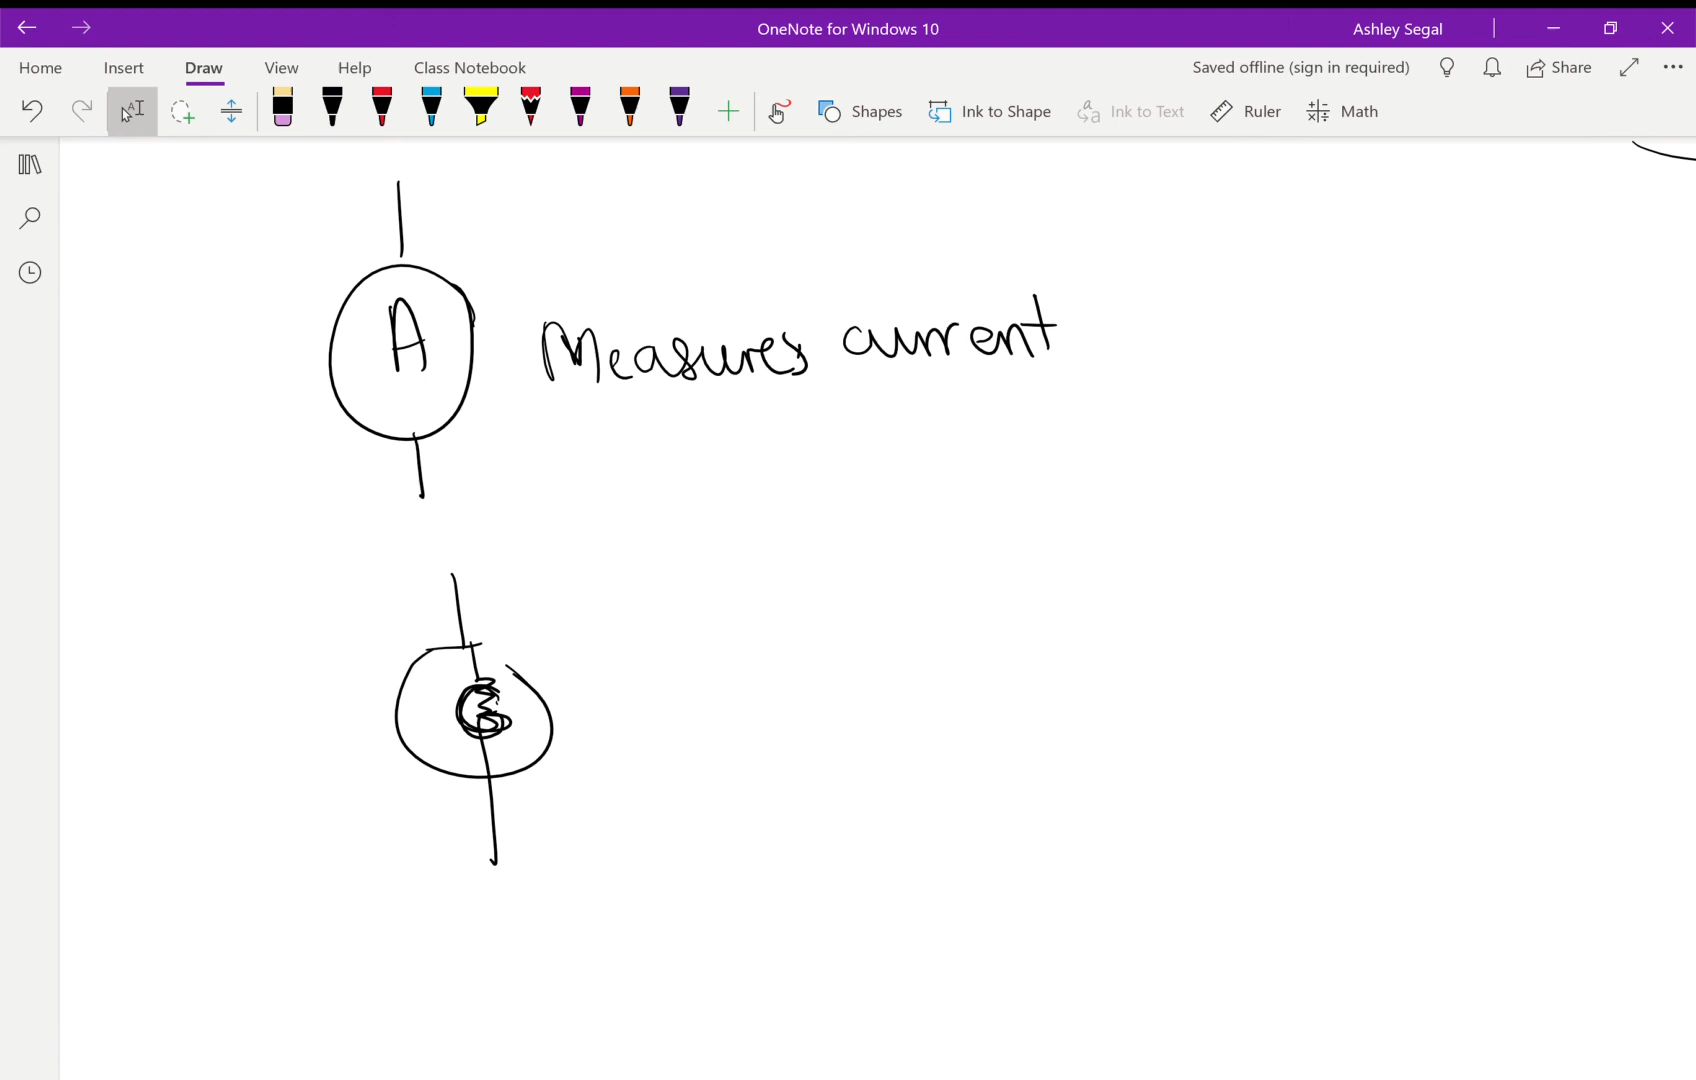 OneNote for Windows 10
Ashley Segal
Home Insert Draw View Help Class Notebook
Saved offline (sign in required) Share
Shapes Ink to Shape Ink to Text Ruler Math
A
Measures current